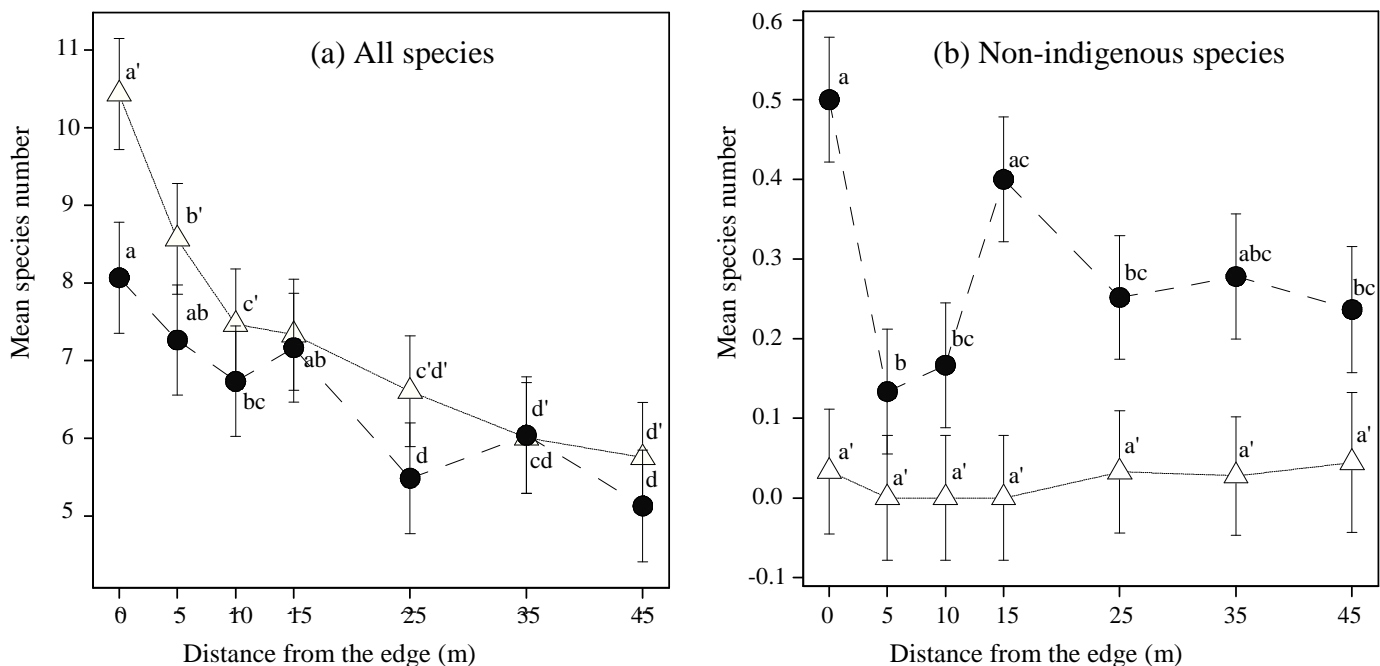 (a) All species
Mean species number
11
10
9
8
7
6
5
a'
b'
c'
c'd'
d'
d'
a
ab
bc
ab
d
cd
d
0 5 10 15 25 35 45
Distance from the edge (m)
(b) Non-indigenous species
Mean species number
0.6
0.5
0.4
0.3
0.2
0.1
0.0
-0.1
a
b
bc
ac
bc
abc
bc
a'
a'
a'
a'
a'
a'
a'
0 5 10 15 25 35 45
Distance from the edge (m)